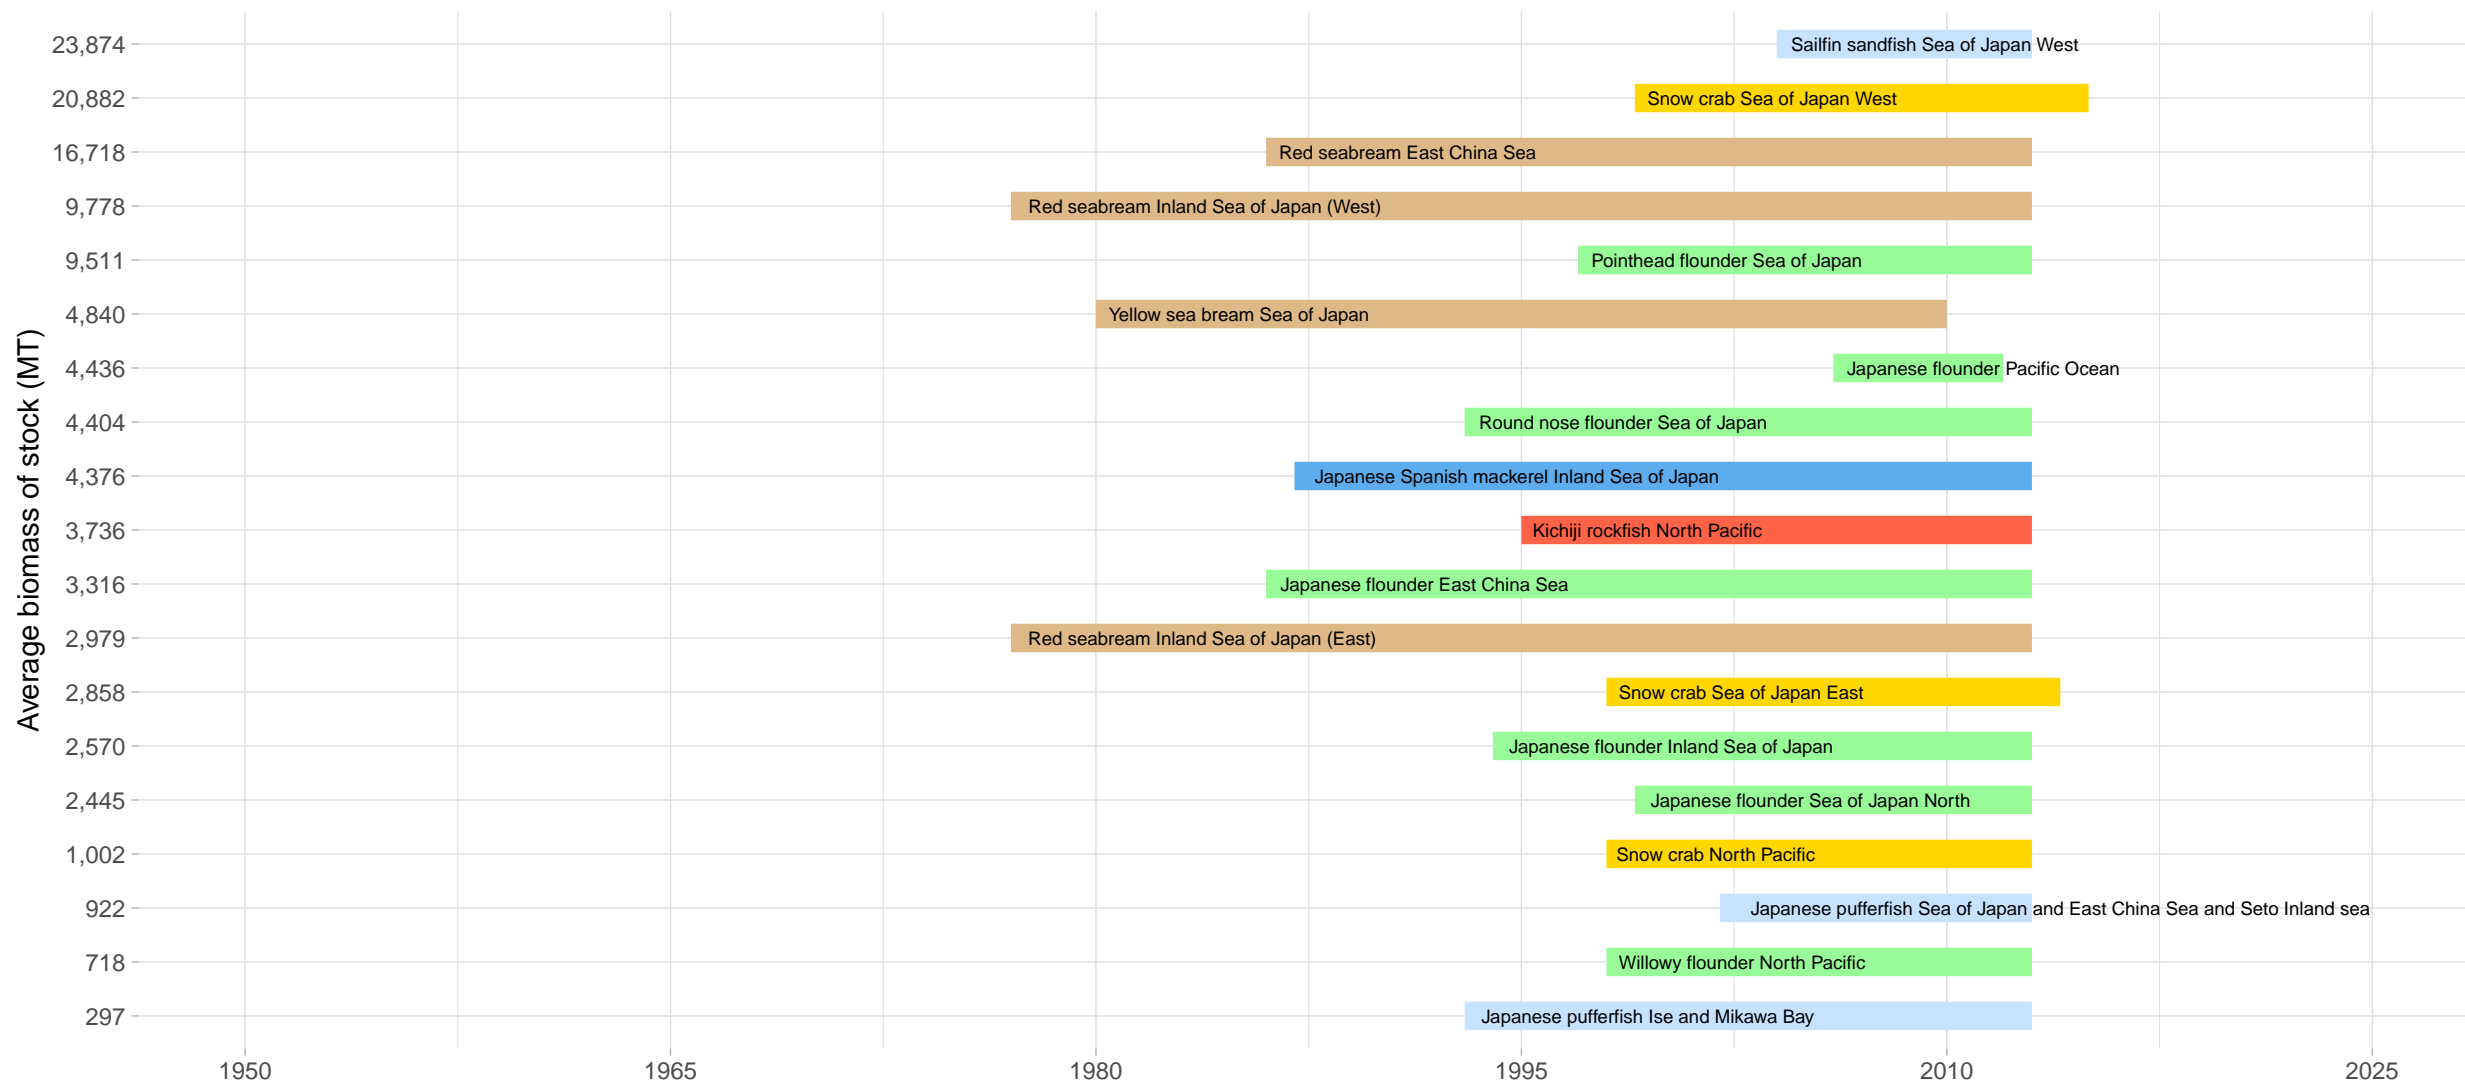 Average biomass of stock (MT)
23,874 Sailfin sandfish Sea of Japan West
20,882 Snow crab Sea of Japan West
16,718 Red seabream East China Sea
9,778 Red seabream Inland Sea of Japan (West)
9,511 Pointhead flounder Sea of Japan
4,840 Yellow sea bream Sea of Japan
4,436 Japanese flounder Pacific Ocean
4,404 Round nose flounder Sea of Japan
4,376 Japanese Spanish mackerel Inland Sea of Japan
3,736 Kichiji rockfish North Pacific
3,316 Japanese flounder East China Sea
2,979 Red seabream Inland Sea of Japan (East)
2,858 Snow crab Sea of Japan East
2,570 Japanese flounder Inland Sea of Japan
2,445 Japanese flounder Sea of Japan North
1,002 Snow crab North Pacific
922 Japanese pufferfish Sea of Japan and East China Sea and Seto Inland sea
718 Willowy flounder North Pacific
297 Japanese pufferfish Ise and Mikawa Bay
1950 1965 1980 1995 2010 2025